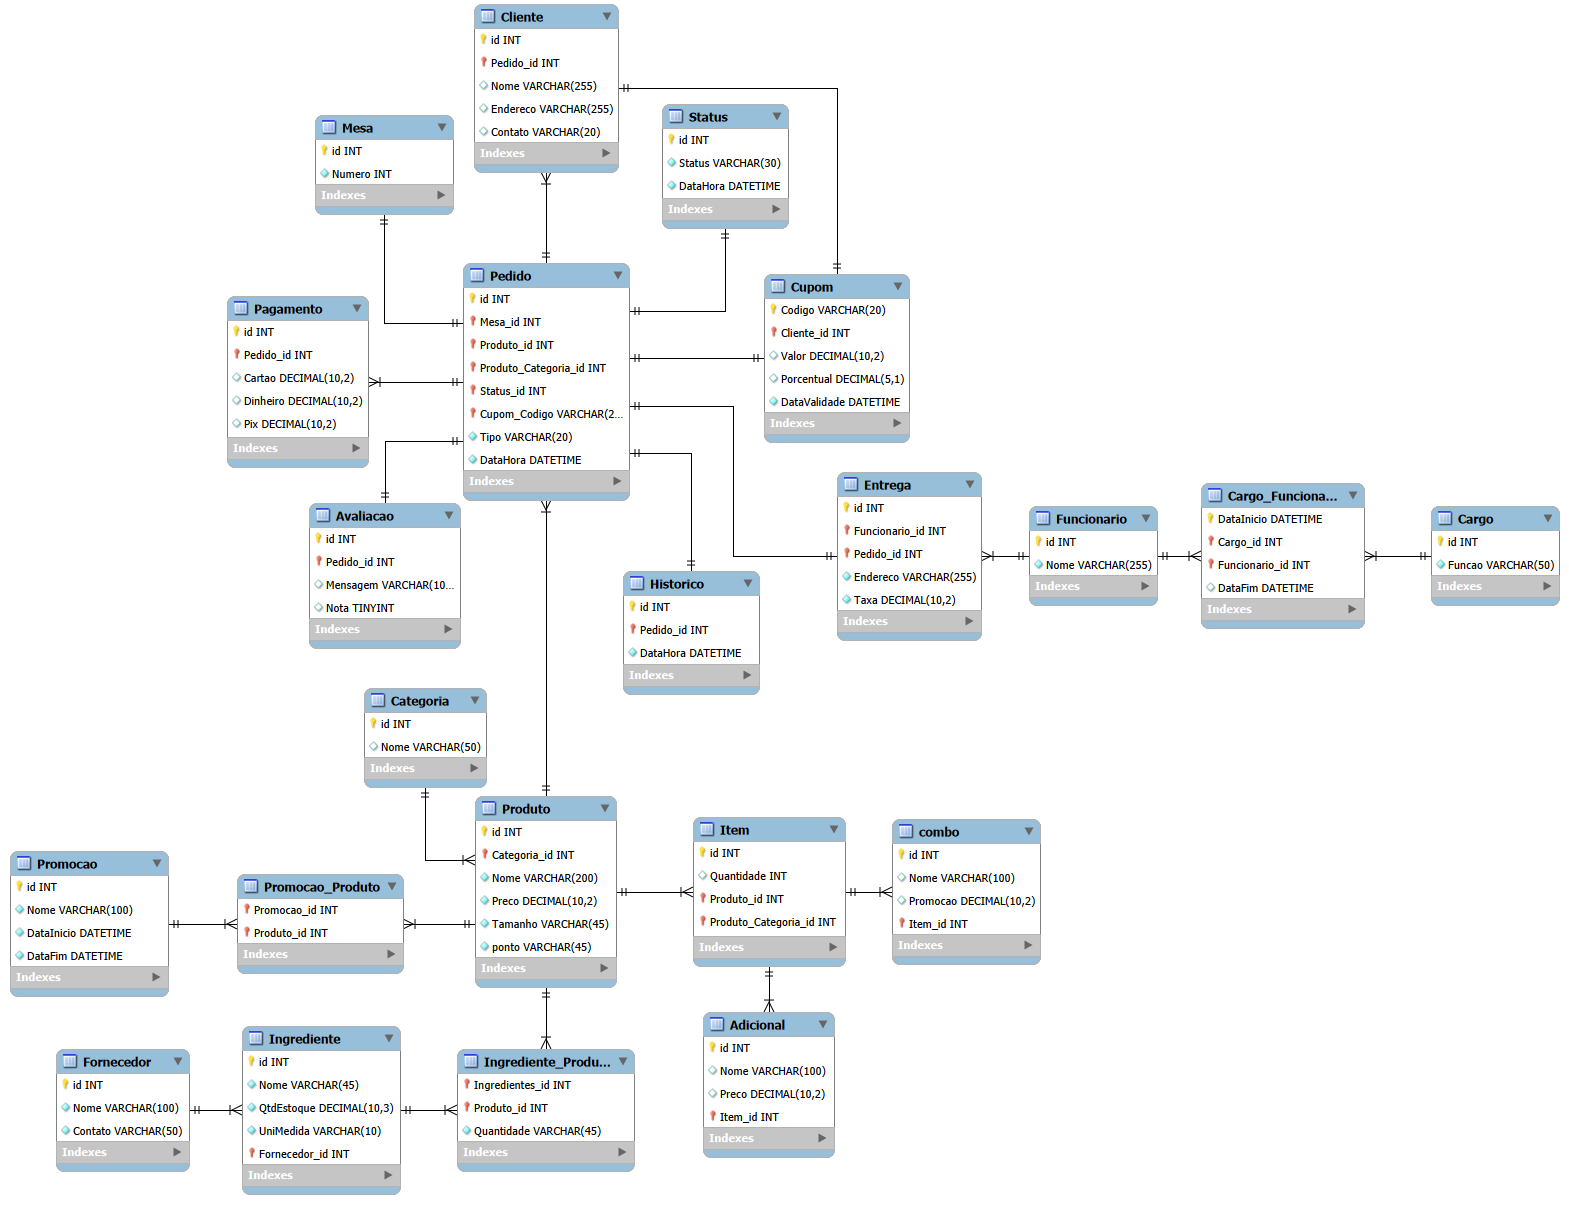 Cliente
id INT
Pedido_id INT
Nome VARCHAR(255)
Endereco VARCHAR(255)
Contato VARCHAR(20)
Indexes
Mesa
id INT
Numero INT
Indexes
Status
id INT
Status VARCHAR(30)
DataHora DATETIME
Indexes
Pedido
id INT
Mesa_id INT
Produto_id INT
Produto_Categoria_id INT
Status_id INT
Cupom_Codigo VARCHAR(2...
Tipo VARCHAR(20)
DataHora DATETIME
Indexes
Cupom
Codigo VARCHAR(20)
Cliente_id INT
Valor DECIMAL(10,2)
Porcentual DECIMAL(5,1)
DataValidade DATETIME
Indexes
Pagamento
id INT
Pedido_id INT
Cartao DECIMAL(10,2)
Dinheiro DECIMAL(10,2)
Pix DECIMAL(10,2)
Indexes
Avaliacao
id INT
Pedido_id INT
Mensagem VARCHAR(10...
Nota TINYINT
Indexes
Entrega
id INT
Funcionario_id INT
Pedido_id INT
Endereco VARCHAR(255)
Taxa DECIMAL(10,2)
Indexes
Funcionario
id INT
Nome VARCHAR(255)
Indexes
Cargo_Funciona...
DataInicio DATETIME
Cargo_id INT
Funcionario_id INT
DataFim DATETIME
Indexes
Cargo
id INT
Funcao VARCHAR(50)
Indexes
Historico
id INT
Pedido_id INT
DataHora DATETIME
Indexes
Categoria
id INT
Nome VARCHAR(50)
Indexes
Produto
id INT
Categoria_id INT
Nome VARCHAR(200)
Preco DECIMAL(10,2)
Tamanho VARCHAR(45)
ponto VARCHAR(45)
Indexes
Item
id INT
Quantidade INT
Produto_id INT
Produto_Categoria_id INT
Indexes
combo
id INT
Nome VARCHAR(100)
Promocao DECIMAL(10,2)
Item_id INT
Indexes
Promocao
id INT
Nome VARCHAR(100)
DataInicio DATETIME
DataFim DATETIME
Indexes
Promocao_Produto
Promocao_id INT
Produto_id INT
Indexes
Adicional
id INT
Nome VARCHAR(100)
Preco DECIMAL(10,2)
Item_id INT
Indexes
Fornecedor
id INT
Nome VARCHAR(100)
Contato VARCHAR(50)
Indexes
Ingrediente
id INT
Nome VARCHAR(45)
QtdEstoque DECIMAL(10,3)
UniMedida VARCHAR(10)
Fornecedor_id INT
Indexes
Ingrediente_Produ...
Ingredientes_id INT
Produto_id INT
Quantidade VARCHAR(45)
Indexes